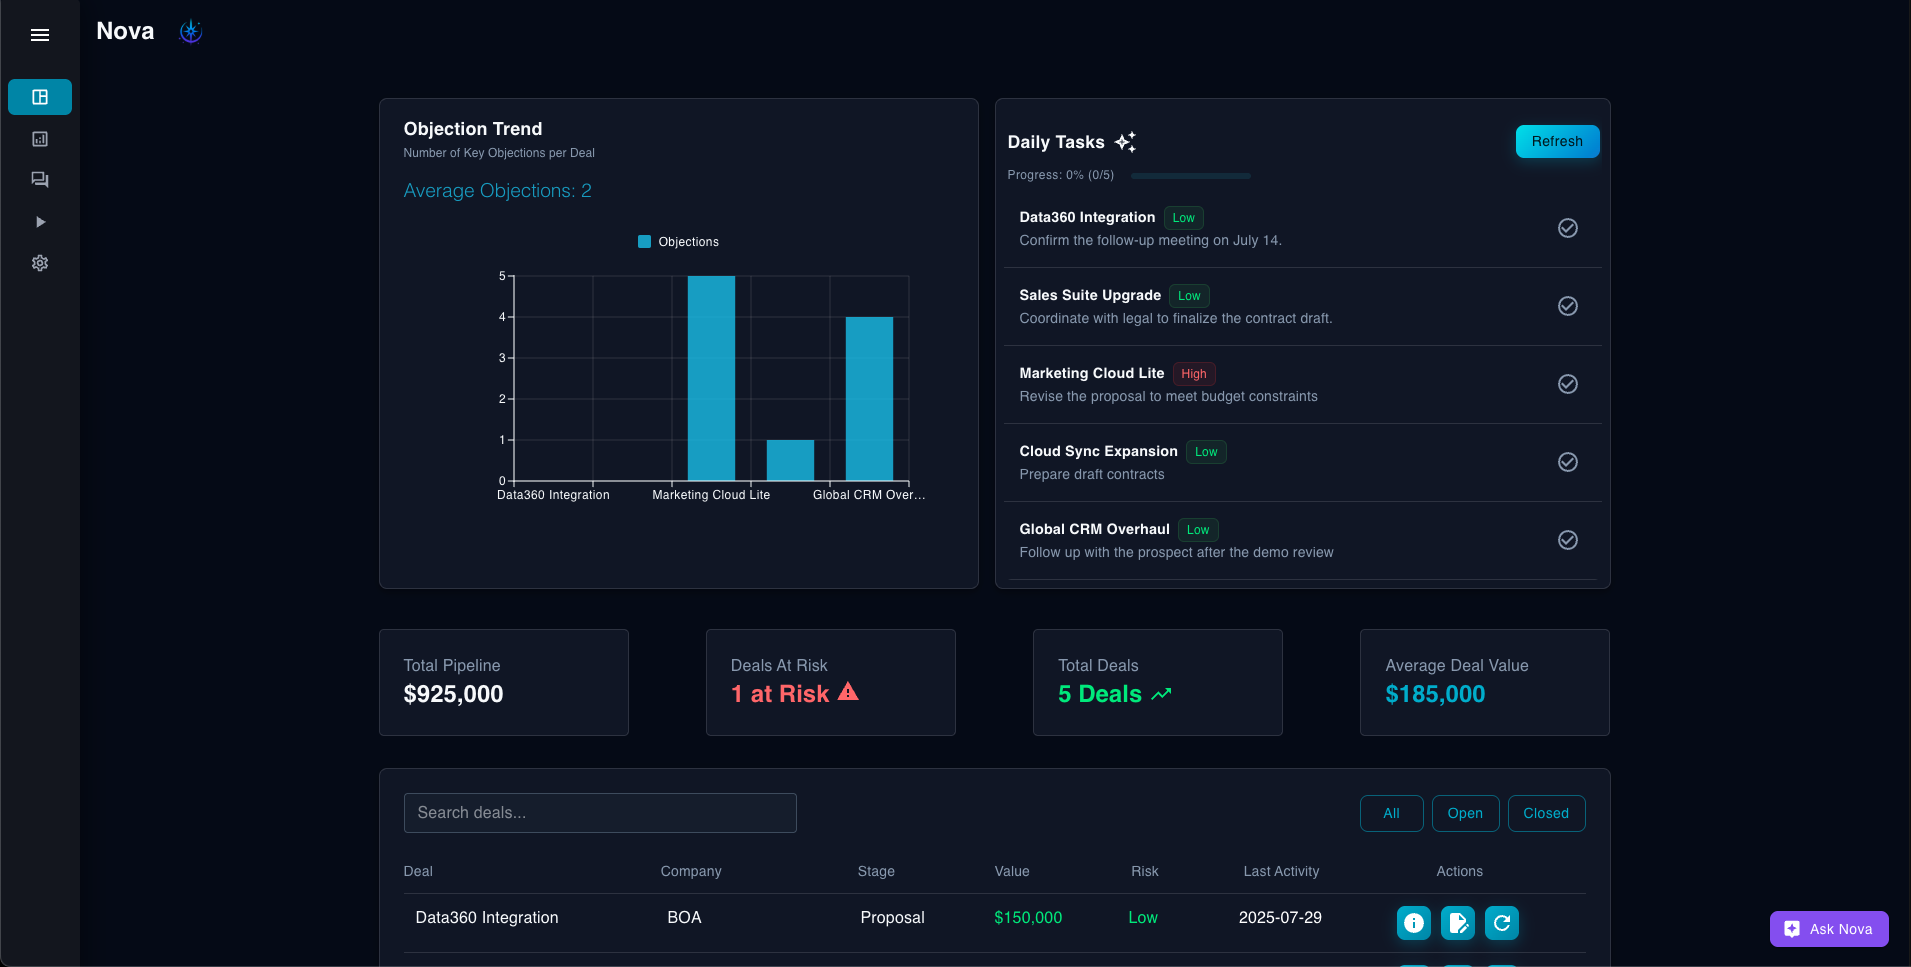 Nova
Objection Trend
Number of Key Objections per Deal
Average Objections: 2
Objections
5
4
3
2
1
0
Data360 Integration
Marketing Cloud Lite
Global CRM Over...
Daily Tasks
Refresh
Progress: 0% (0/5)
Data360 Integration Low
Confirm the follow-up meeting on July 14.
Sales Suite Upgrade Low
Coordinate with legal to finalize the contract draft.
Marketing Cloud Lite High
Revise the proposal to meet budget constraints
Cloud Sync Expansion Low
Prepare draft contracts
Global CRM Overhaul Low
Follow up with the prospect after the demo review
Total Pipeline
$925,000
Deals At Risk
1 at Risk
Total Deals
5 Deals
Average Deal Value
$185,000
Search deals...
All Open Closed
Deal Company Stage Value Risk Last Activity Actions
Data360 Integration BOA Proposal $150,000 Low 2025-07-29
Ask Nova